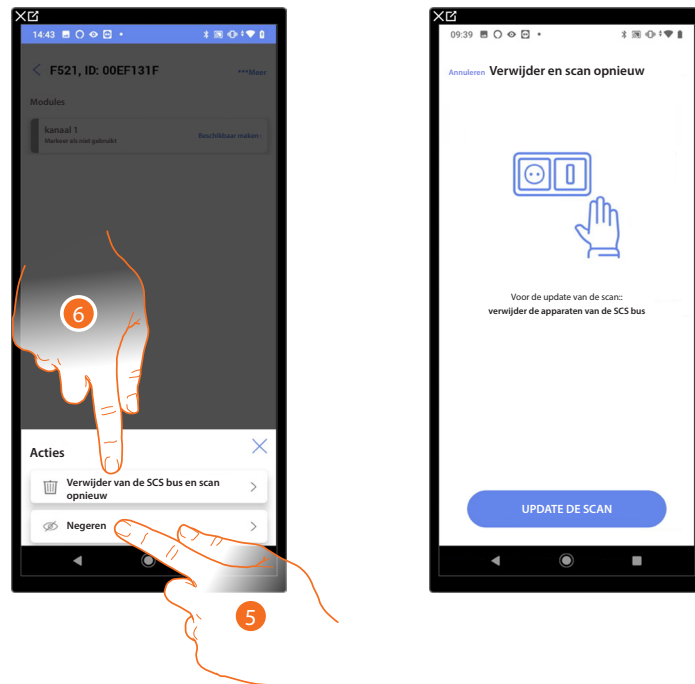 14:43
F521, ID: 00EF131F
•••Meer
Modules
kanaal 1
Markeer als niet gebruikt
Beschikbaar maken
6
Acties
Verwijder van de SCS bus en scan
opnieuw
Negeren
5
09:39
Annuleren Verwijder en scan opnieuw
Voor de update van de scan::
verwijder de apparaten van de SCS bus
UPDATE DE SCAN